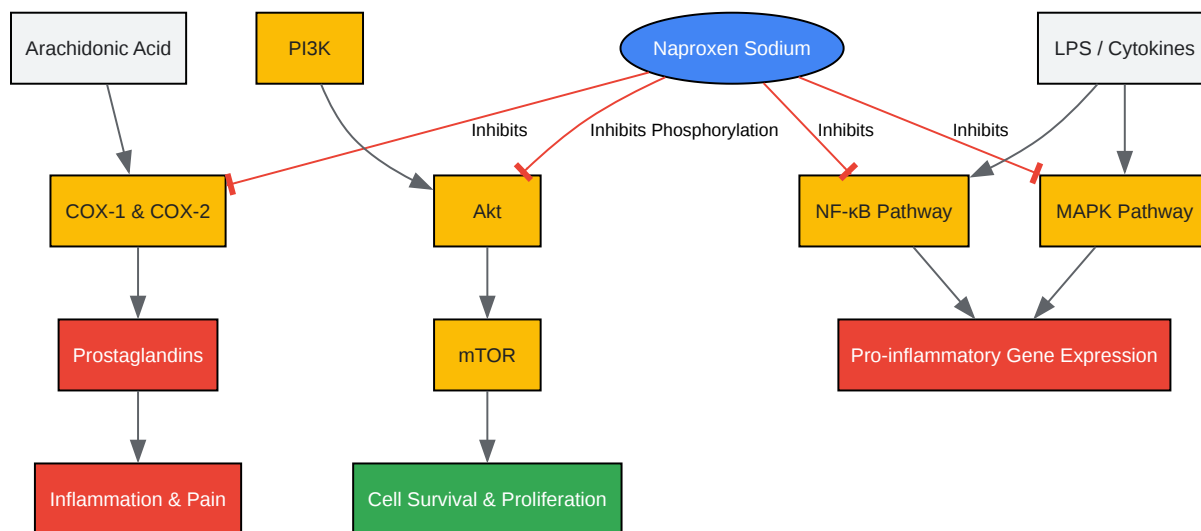 Arachidonic Acid
PI3K
Naproxen Sodium
LPS / Cytokines
Inhibits
Inhibits Phosphorylation
Inhibits
Inhibits
COX-1 & COX-2
Akt
NF-κB Pathway
MAPK Pathway
Prostaglandins
mTOR
Pro-inflammatory Gene Expression
Inflammation & Pain
Cell Survival & Proliferation